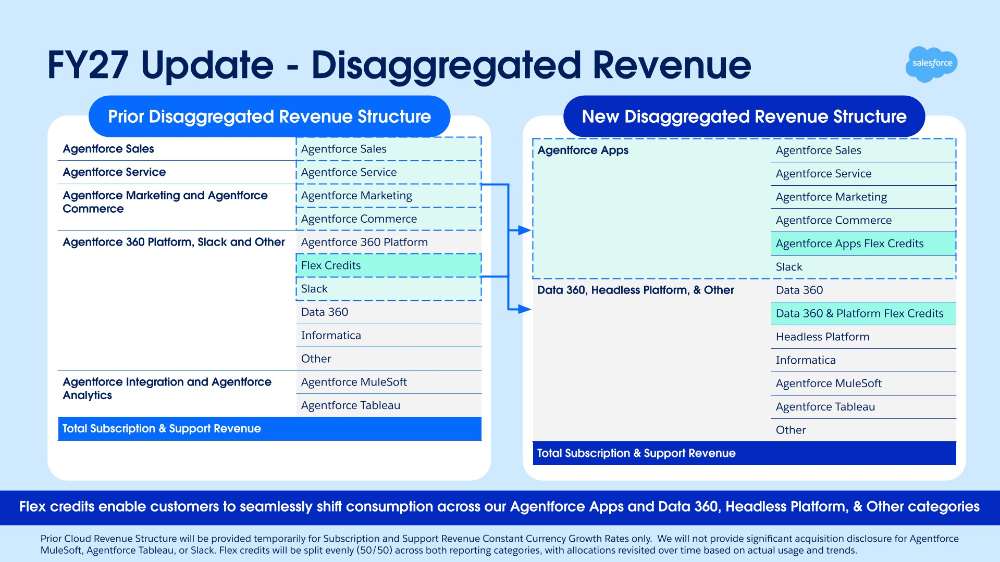 FY27 Update - Disaggregated Revenue
salesforce
Prior Disaggregated Revenue Structure
Agentforce Sales
Agentforce Sales
Agentforce Service
Agentforce Service
Agentforce Marketing and Agentforce
Commerce
Agentforce Marketing
Agentforce Commerce
Agentforce 360 Platform, Slack and Other
Agentforce 360 Platform
Flex Credits
Slack
Data 360
Informatica
Other
Agentforce Integration and Agentforce
Analytics
Agentforce MuleSoft
Agentforce Tableau
Total Subscription & Support Revenue
New Disaggregated Revenue Structure
Agentforce Apps
Agentforce Sales
Agentforce Service
Agentforce Marketing
Agentforce Commerce
Agentforce Apps Flex Credits
Slack
Data 360, Headless Platform, & Other
Data 360
Data 360 & Platform Flex Credits
Headless Platform
Informatica
Agentforce MuleSoft
Agentforce Tableau
Other
Total Subscription & Support Revenue
Flex credits enable customers to seamlessly shift consumption across our Agentforce Apps and Data 360, Headless Platform, & Other categories
Prior Cloud Revenue Structure will be provided temporarily for Subscription and Support Revenue Constant Currency Growth Rates only.  We will not provide significant acquisition disclosure for Agentforce
MuleSoft, Agentforce Tableau, or Slack. Flex credits will be split evenly (50/50) across both reporting categories, with allocations revisited over time based on actual usage and trends.